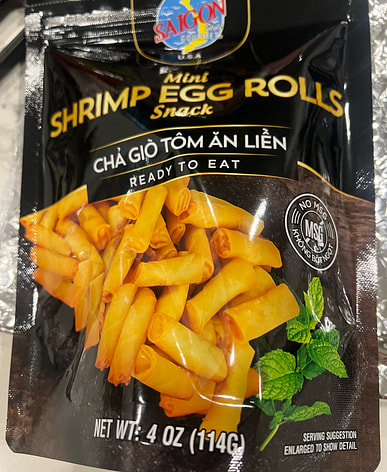 SAIGON
GOURMET
U.S.A
Mini
SHRIMP EGG ROLLS
Snack
CHẢ GIÒ TÔM ĂN LIỀN
READY TO EAT
NO MSG
MSG
KHÔNG BỘT NGỌT
NET WT: 4 OZ (114G)
SERVING SUGGESTION
ENLARGED TO SHOW DETAIL